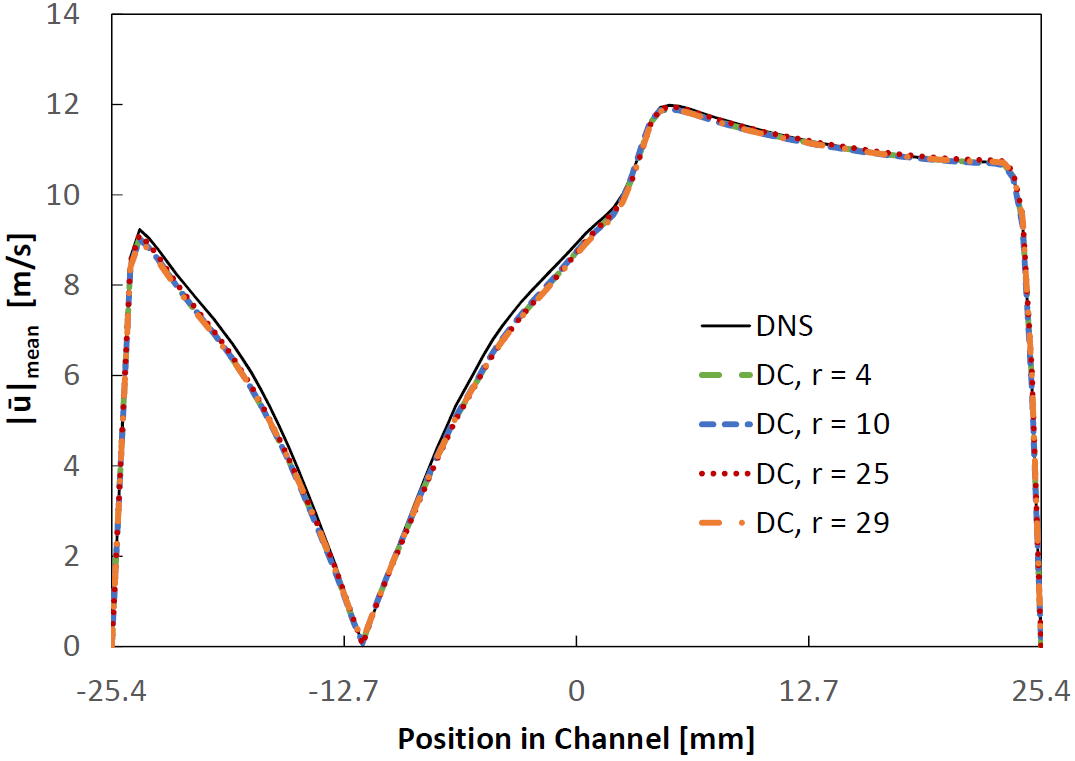 14
12
10
8
6
4
2
0
|ū|mean [m/s]
DNS
DC, r = 4
DC, r = 10
DC, r = 25
DC, r = 29
-25.4 -12.7 0 12.7 25.4
Position in Channel [mm]